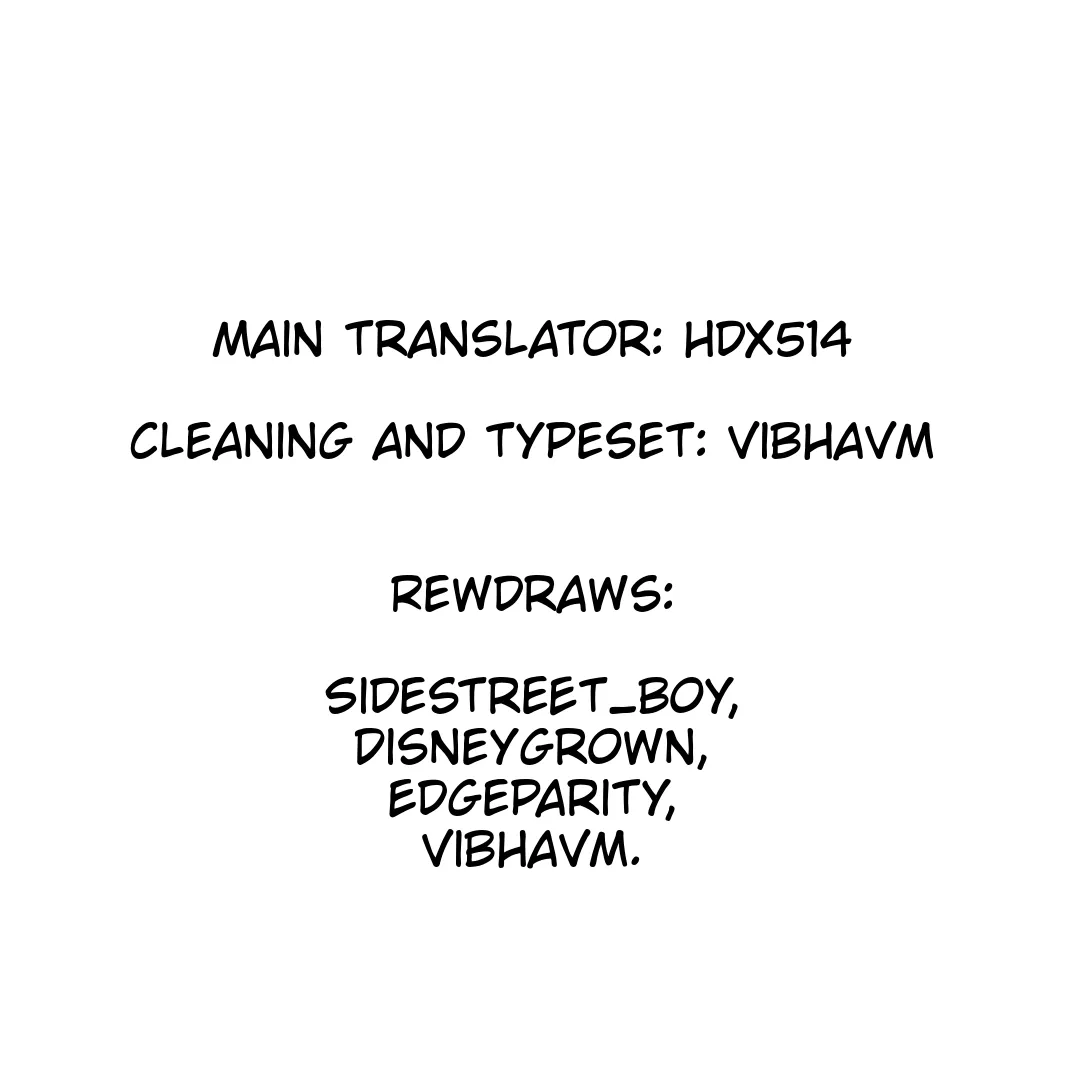 MAIN TRANSLATOR: HDX514
CLEANING AND TYPESET: VIBHAVM
REWDRAWS:
SIDESTREET_BOY,
DISNEYGROWN,
EDGEPARITY,
VIBHAVM.